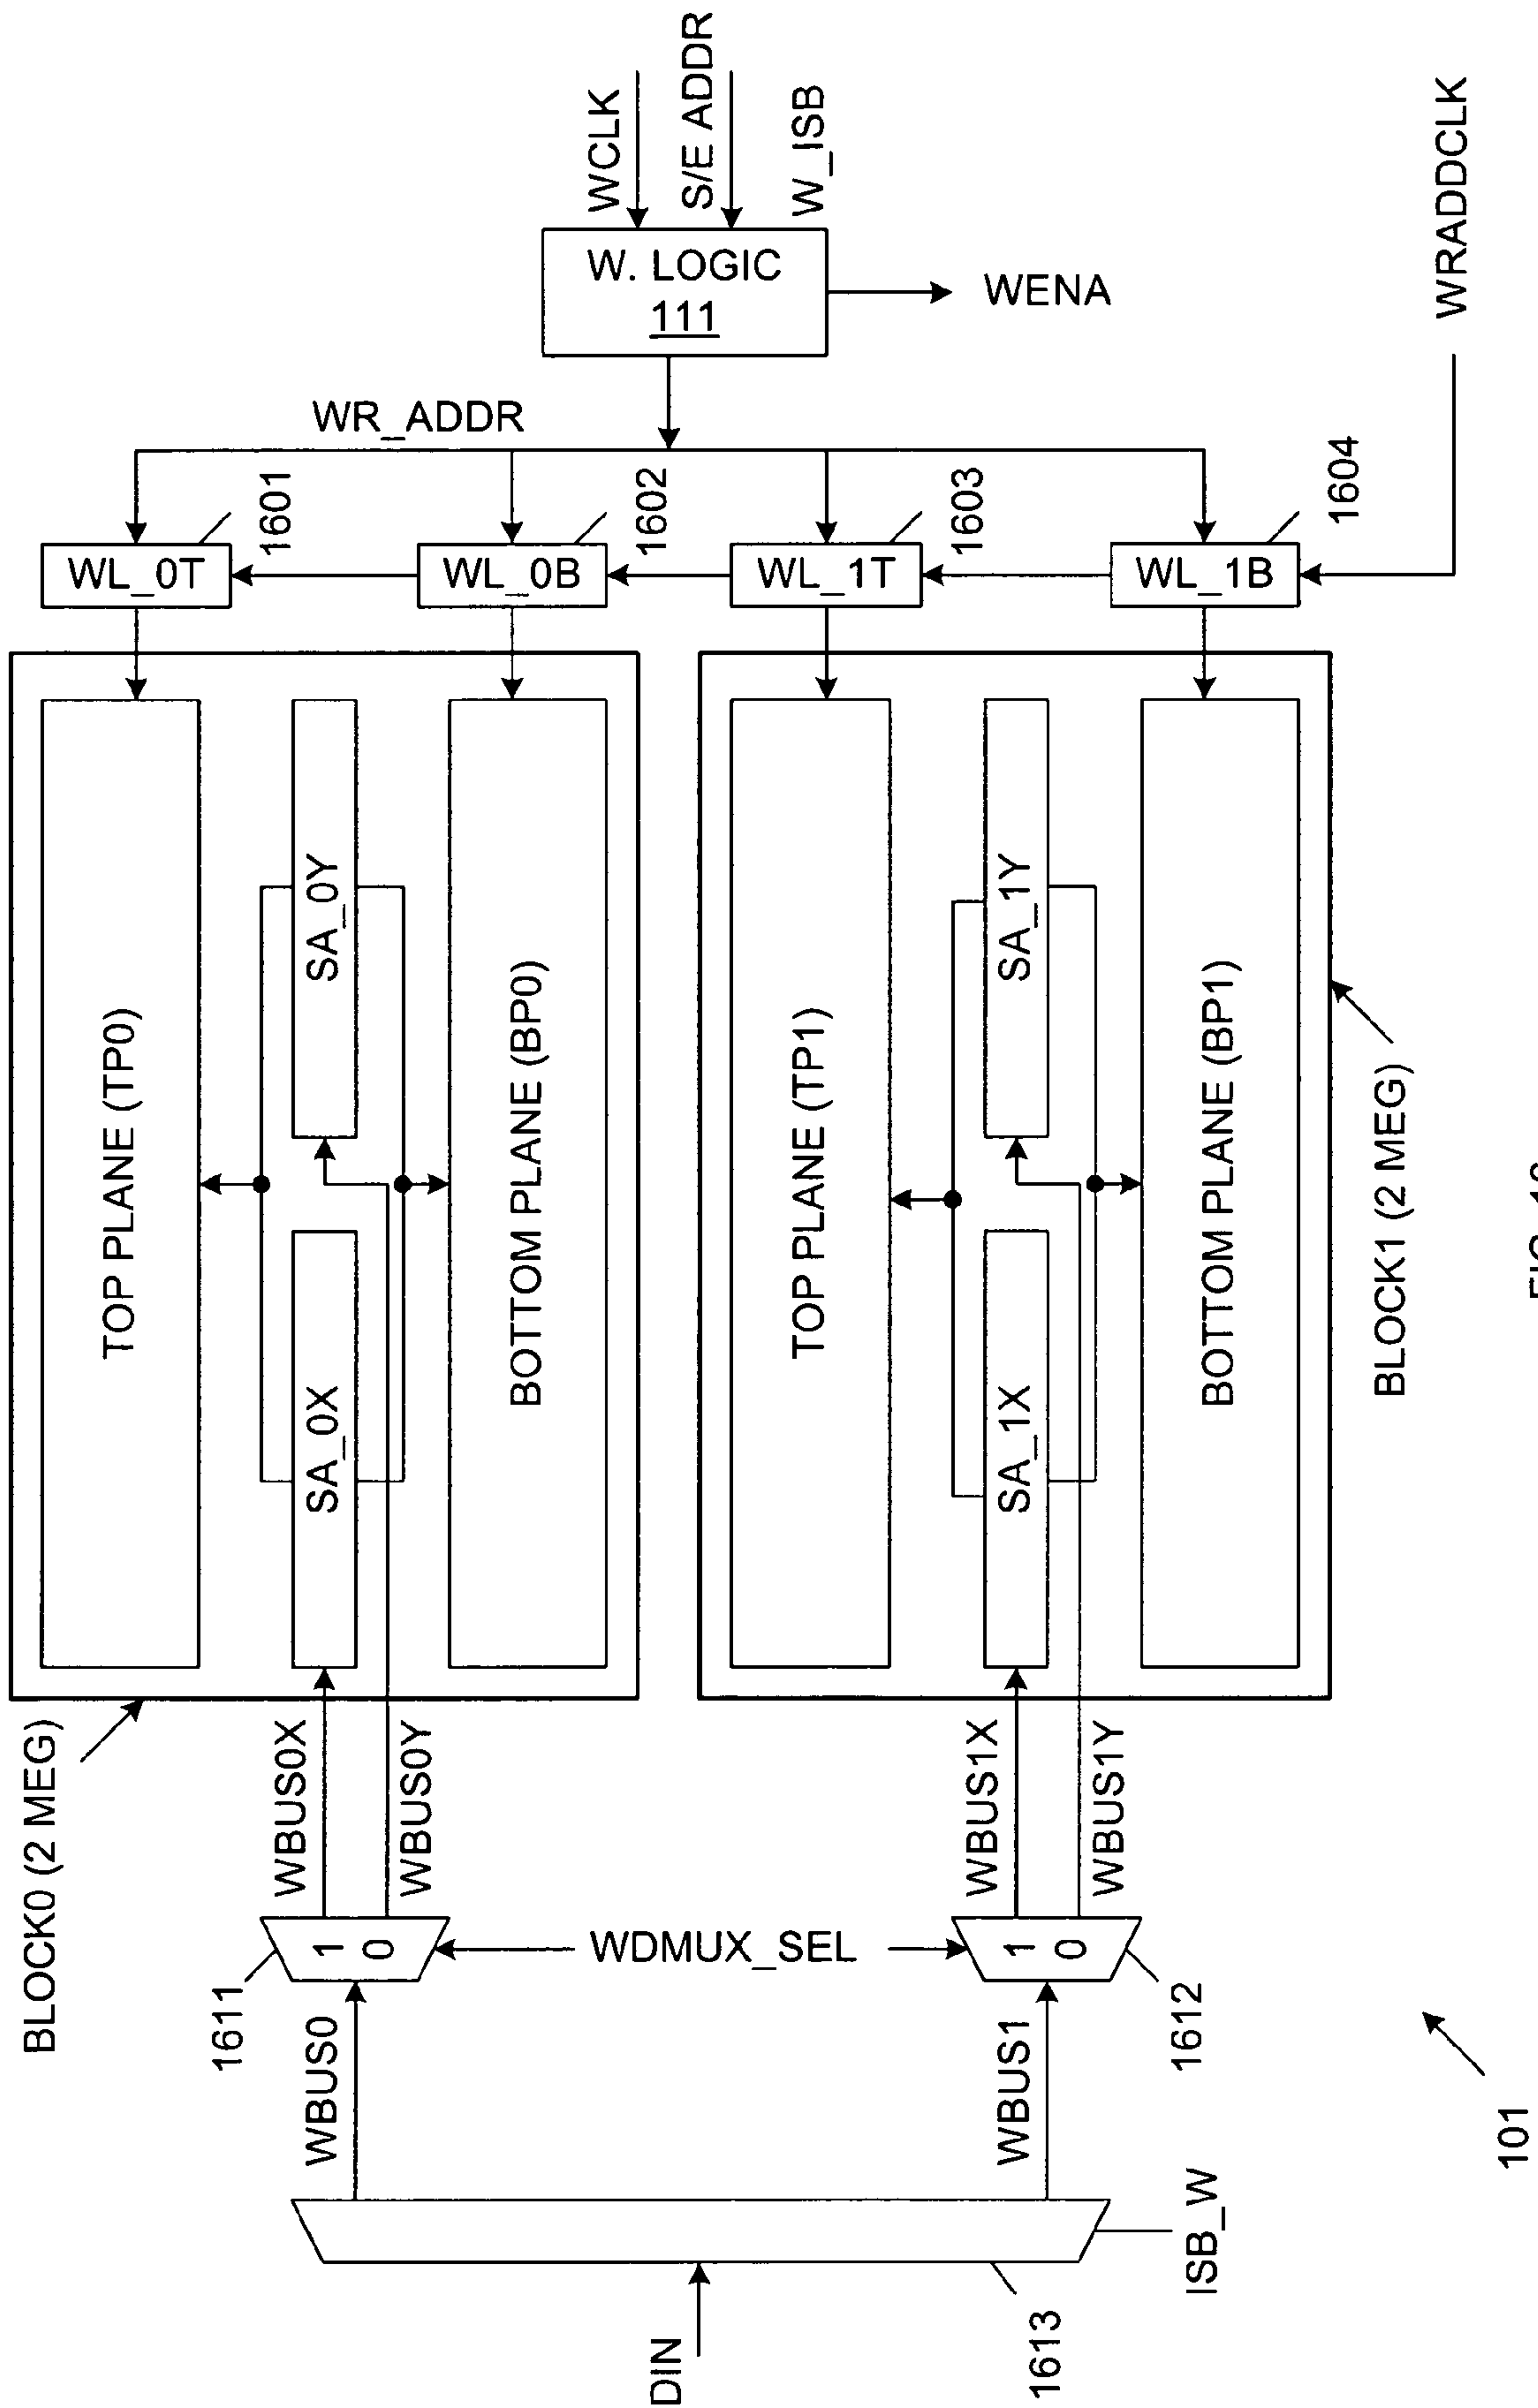 BLOCK0 (2 MEG)
TOP PLANE (TP0)
WL_0T
1601
WR_ADDR
1611
WBUS0
1
0
WBUS0X
WBUS0Y
SA_0X
SA_0Y
BOTTOM PLANE (BP0)
WL_0B
1602
W. LOGIC
111
WCLK
S/E ADDR
W_ISB
WENA
DIN
WDMUX_SEL
TOP PLANE (TP1)
WL_1T
1603
WBUS1
1
0
WBUS1X
WBUS1Y
SA_1X
SA_1Y
1612
BOTTOM PLANE (BP1)
WL_1B
1604
1613
ISB_W
BLOCK1 (2 MEG)
WRADDCLK
101
FIG. 16